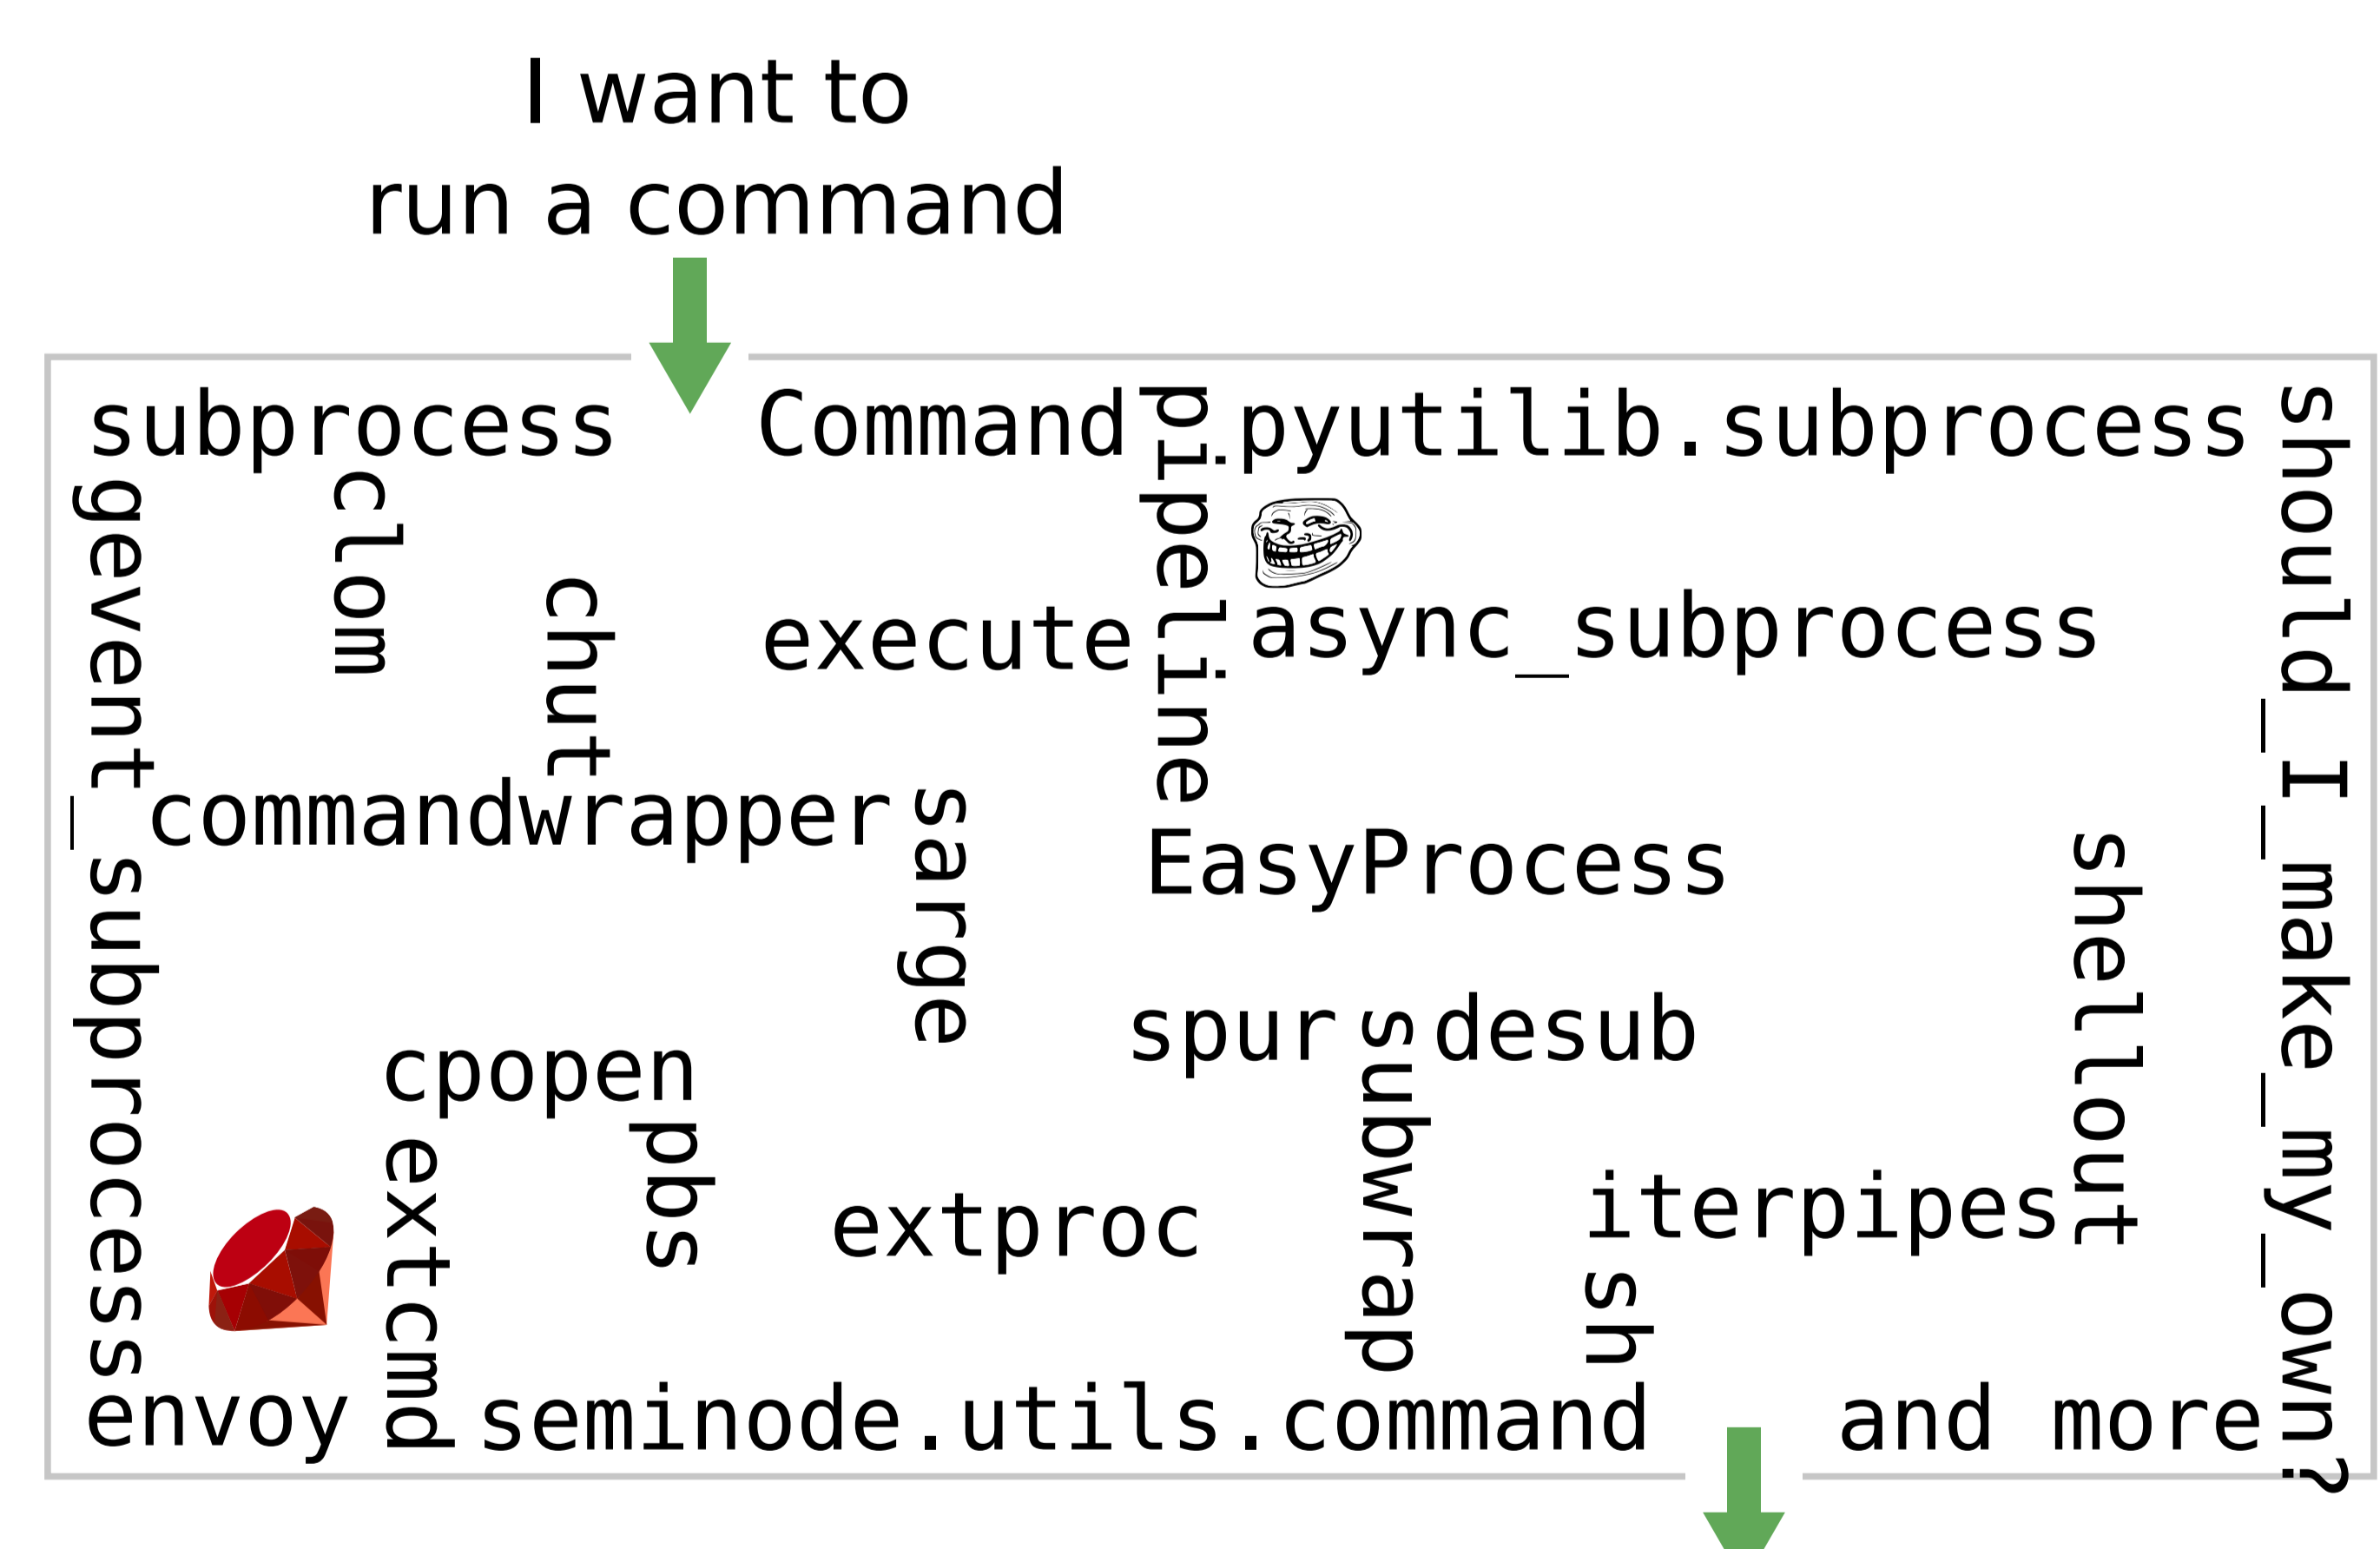 I want to
run a command
subprocess
Command
pipeline
pyutilib.subprocess
should_I_make_my_own?
gevent_subprocess
clom
chut
execute
async_subprocess
commandwrapper
sarge
EasyProcess
shellout
spur
subwrap
desub
cpopen
pbs
extcmd
extproc
iterpipes
sh
envoy
seminode.utils.command
and more